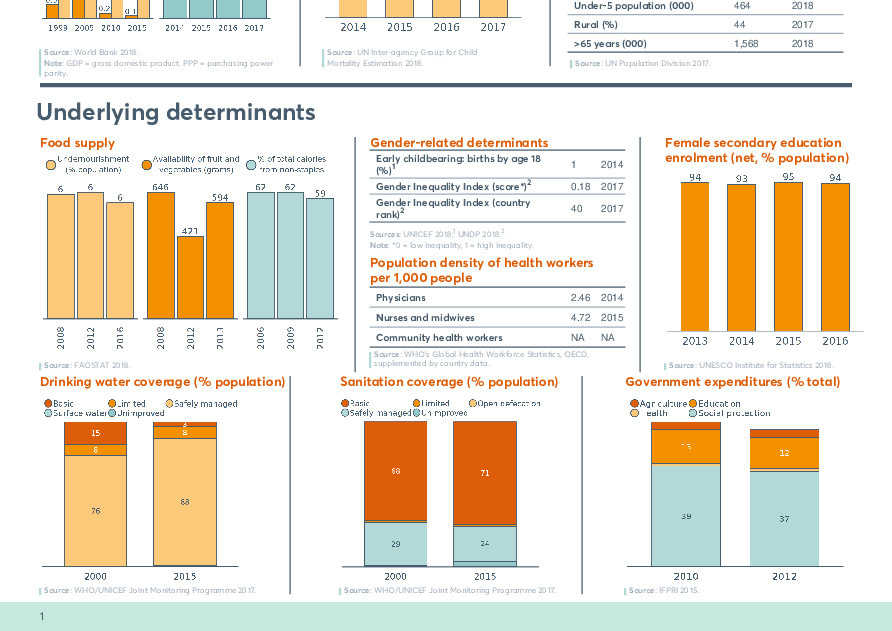 Under-5 population (000) 464 2018
Rural (%) 44 2017
>65 years (000) 1,568 2018
0.2 0.1
1999 2005 2010 2015
2014 2015 2016 2017
2014 2015 2016 2017
Source: World Bank 2018.
Note: GDP = gross domestic product. PPP = purchasing power
parity.
Source: UN Inter-agency Group for Child
Mortality Estimation 2018.
Source: UN Population Division 2017.
Underlying determinants
Food supply
Undernourishment
(% population)
Availability of fruit and
vegetables (grams)
% of total calories
from non-staples
6 6 6
646 421 594
62 62 59
2008 2012 2016
2008 2012 2013
2006 2009 2017
Source: FAOSTAT 2018.
Gender-related determinants
Early childbearing: births by age 18
(%)1 1 2014
Gender Inequality Index (score*)2 0.18 2017
Gender Inequality Index (country
rank)2 40 2017
Sources: UNICEF 2018,1 UNDP 2018.2
Note: *0 = low inequality, 1 = high inequality.
Population density of health workers
per 1,000 people
Physicians 2.46 2014
Nurses and midwives 4.72 2015
Community health workers NA NA
Source: WHO's Global Health Workforce Statistics, OECD,
supplemented by country data.
Female secondary education
enrolment (net, % population)
94 93 95 94
2013 2014 2015 2016
Source: UNESCO Institute for Statistics 2018.
Drinking water coverage (% population)
Basic Limited Safely managed
Surface water Unimproved
15 8 76
3 8 88
2000 2015
Source: WHO/UNICEF Joint Monitoring Programme 2017.
Sanitation coverage (% population)
Basic Limited Open defecation
Safely managed Unimproved
68 29
71 24
2000 2015
Source: WHO/UNICEF Joint Monitoring Programme 2017.
Government expenditures (% total)
Agriculture Education
Health Social protection
13 39
12 37
2010 2012
Source: IFPRI 2015.
1